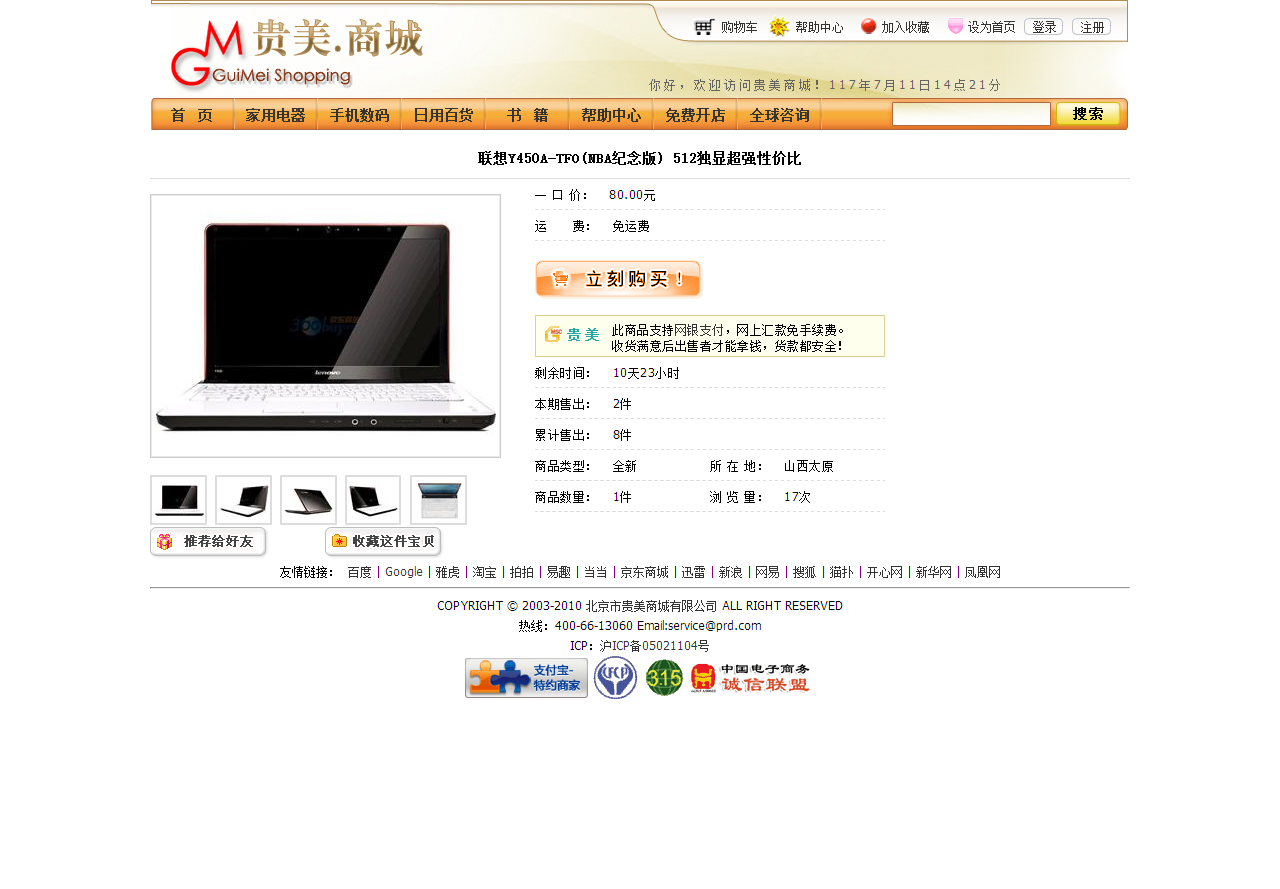 GM 贵美.商城
GuiMei Shopping
购物车 帮助中心 加入收藏 设为首页 登录 注册
你好，欢迎访问贵美商城！117年7月11日14点21分
首 页 家用电器 手机数码 日用百货 书 籍 帮助中心 免费开店 全球咨询 搜索
联想Y450A-TFO(NBA纪念版) 512独显超强性价比
一 口 价： 80.00元
运 费： 免运费
立刻购买！
贵美 此商品支持网银支付，网上汇款免手续费。
收货满意后出售者才能拿钱，货款都安全！
剩余时间： 10天23小时
本期售出： 2件
累计售出： 8件
商品类型： 全新 所 在 地： 山西太原
商品数量： 1件 浏 览 量： 17次
lenovo
推荐给好友 收藏这件宝贝
友情链接： 百度 | Google | 雅虎 | 淘宝 | 拍拍 | 易趣 | 当当 | 京东商城 | 迅雷 | 新浪 | 网易 | 搜狐 | 猫扑 | 开心网 | 新华网 | 凤凰网
COPYRIGHT © 2003-2010 北京市贵美商城有限公司 ALL RIGHT RESERVED
热线：400-66-13060 Email:service@prd.com
ICP：沪ICP备05021104号
支付宝-
特约商家
CFCP
315
中国电子商务
诚信联盟